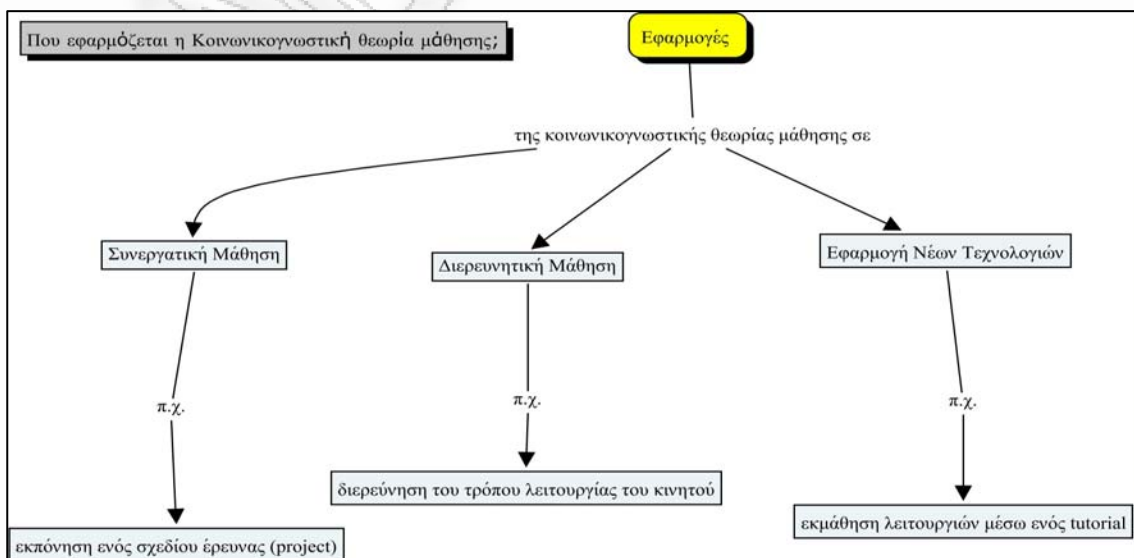 Που εφαρμόζεται η Κοινωνικογνωστική θεωρία μάθησης;
Εφαρμογές
της κοινωνικογνωστικής θεωρίας μάθησης σε
Συνεργατική Μάθηση
Διερευνητική Μάθηση
Εφαρμογή Νέων Τεχνολογιών
π.χ.
π.χ.
π.χ.
εκπόνηση ενός σχεδίου έρευνας (project)
διερεύνηση του τρόπου λειτουργίας του κινητού
εκμάθηση λειτουργιών μέσω ενός tutorial